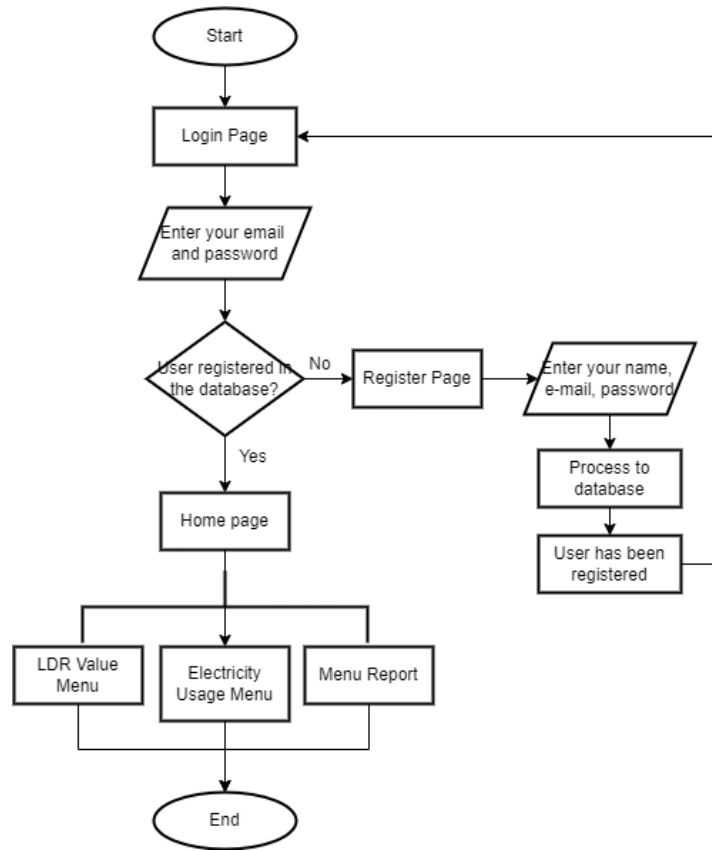 Start
Login Page
Enter your email
and password
User registered in
the database?
No
Register Page
Enter your name,
e-mail, password
Yes
Process to
database
Home page
User has been
registered
LDR Value
Menu
Electricity
Usage Menu
Menu Report
End